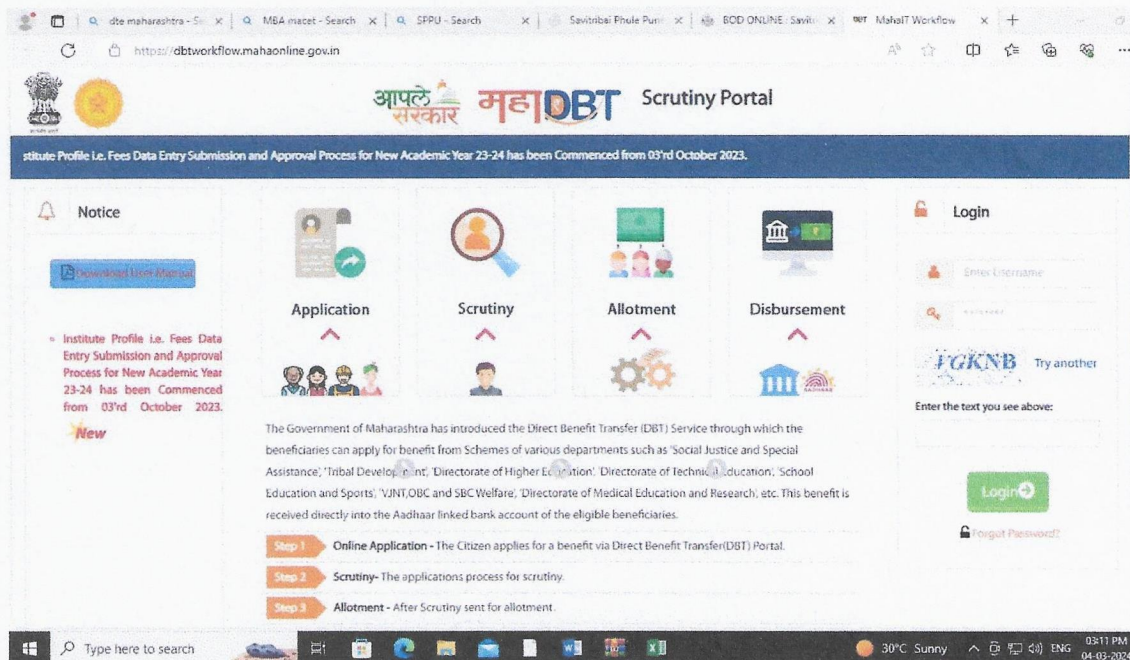 dte maharashtra - Se
MBA macet - Search
SPPU - Search
Savitribai Phule Pune
BOD ONLINE : Savitri
MahaIT Workflow
https://dbtworkflow.mahaonline.gov.in
आपले सरकार महाDBT Scrutiny Portal
stitute Profile i.e. Fees Data Entry Submission and Approval Process for New Academic Year 23-24 has been Commenced from 03'rd October 2023.
Notice
Download User Manual
Institute Profile i.e. Fees Data
Entry Submission and Approval
Process for New Academic Year
23-24 has been Commenced
from 03'rd October 2023.
New
Application
Scrutiny
Allotment
Disbursement
AADHAAR
The Government of Maharashtra has introduced the Direct Benefit Transfer (DBT) Service through which the
beneficiaries can apply for benefit from Schemes of various departments such as 'Social Justice and Special
Assistance', 'Tribal Development', 'Directorate of Higher Education', 'Directorate of Technical Education', 'School
Education and Sports', 'VJNT,OBC and SBC Welfare', 'Directorate of Medical Education and Research', etc. This benefit is
received directly into the Aadhaar linked bank account of the eligible beneficiaries.
Step 1 Online Application - The Citizen applies for a benefit via Direct Benefit Transfer(DBT) Portal.
Step 2 Scrutiny- The applications process for scrutiny.
Step 3 Allotment - After Scrutiny sent for allotment.
Login
Enter Username
********
VGKNB Try another
Enter the text you see above:
Login
Forgot Password?
Type here to search
30°C Sunny
ENG
03:11 PM
04-03-2024